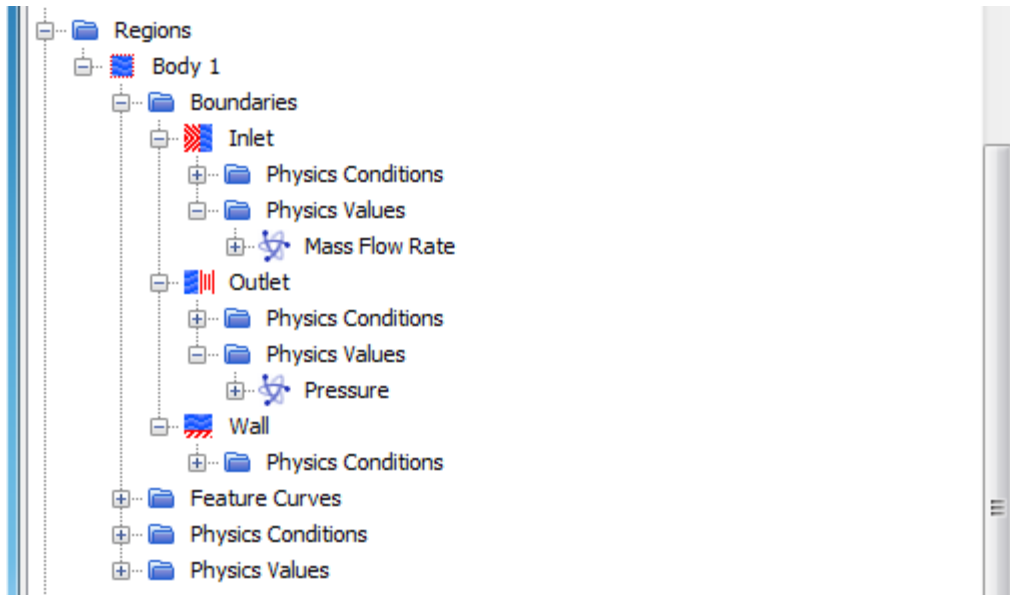 Regions
Body 1
Boundaries
Inlet
Physics Conditions
Physics Values
Mass Flow Rate
Outlet
Physics Conditions
Physics Values
Pressure
Wall
Physics Conditions
Feature Curves
Physics Conditions
Physics Values